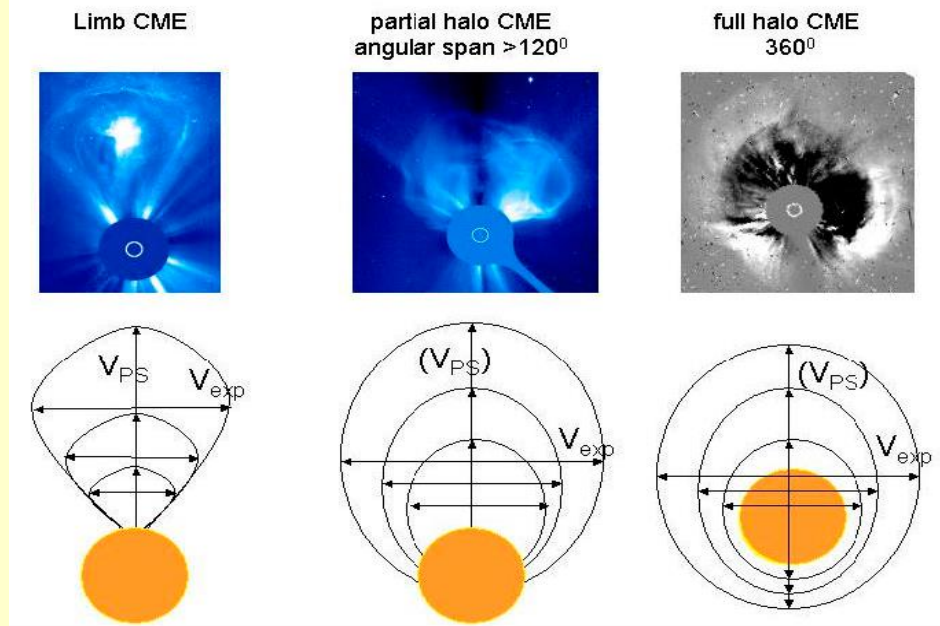 Limb CME
partial halo CME
angular span >120⁰
full halo CME
360⁰
V_PS
V_exp
(V_PS)
V_exp
(V_PS)
V_exp